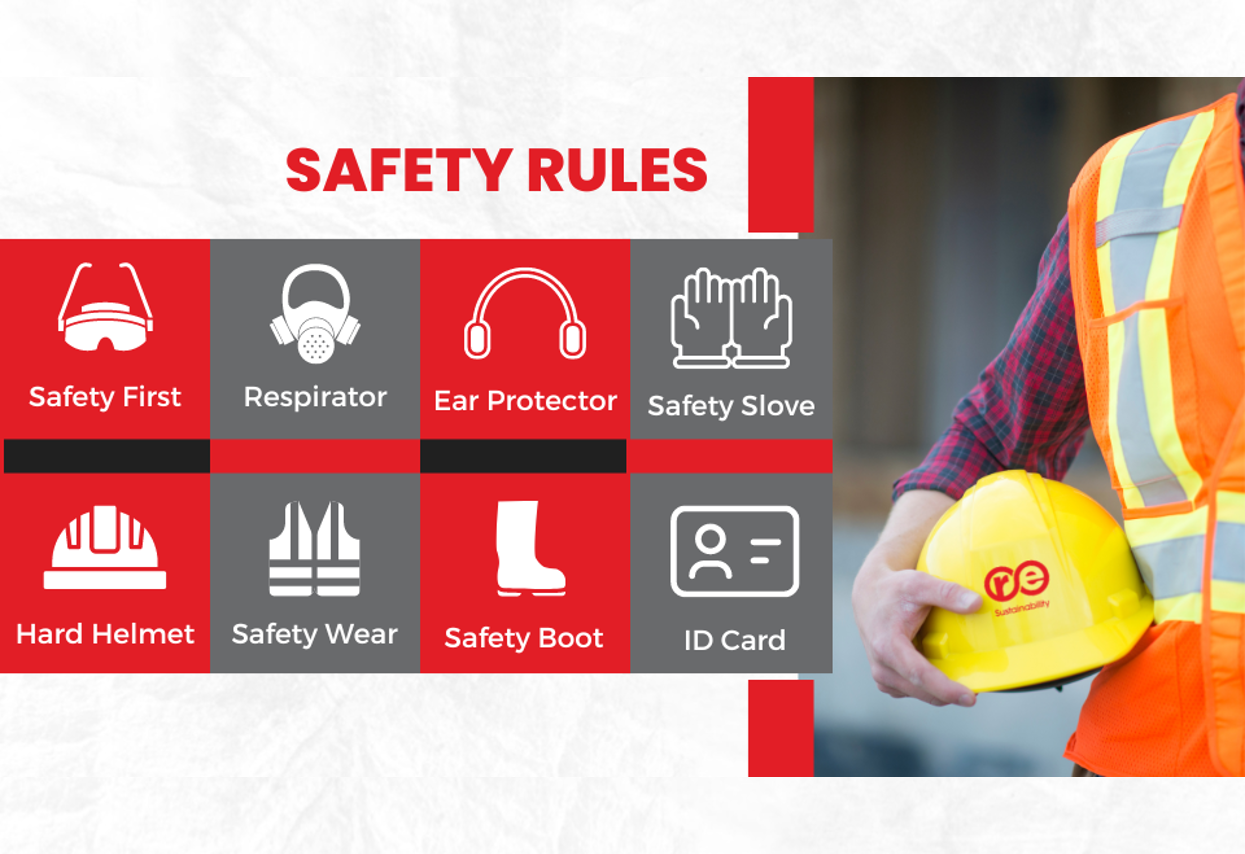 SAFETY RULES
Safety First
Respirator
Ear Protector
Safety Slove
Hard Helmet
Safety Wear
Safety Boot
ID Card
re
Sustainability